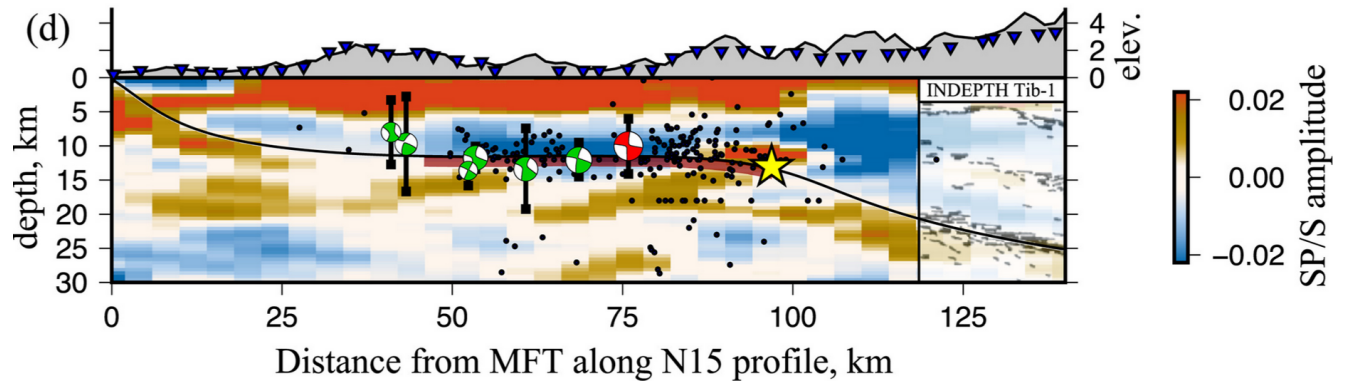 (d)
4
2
0
elev.
0
5
10
15
20
25
30
depth, km
INDEPTH Tib-1
0.02
0.00
−0.02
SP/S amplitude
0 25 50 75 100 125
Distance from MFT along N15 profile, km